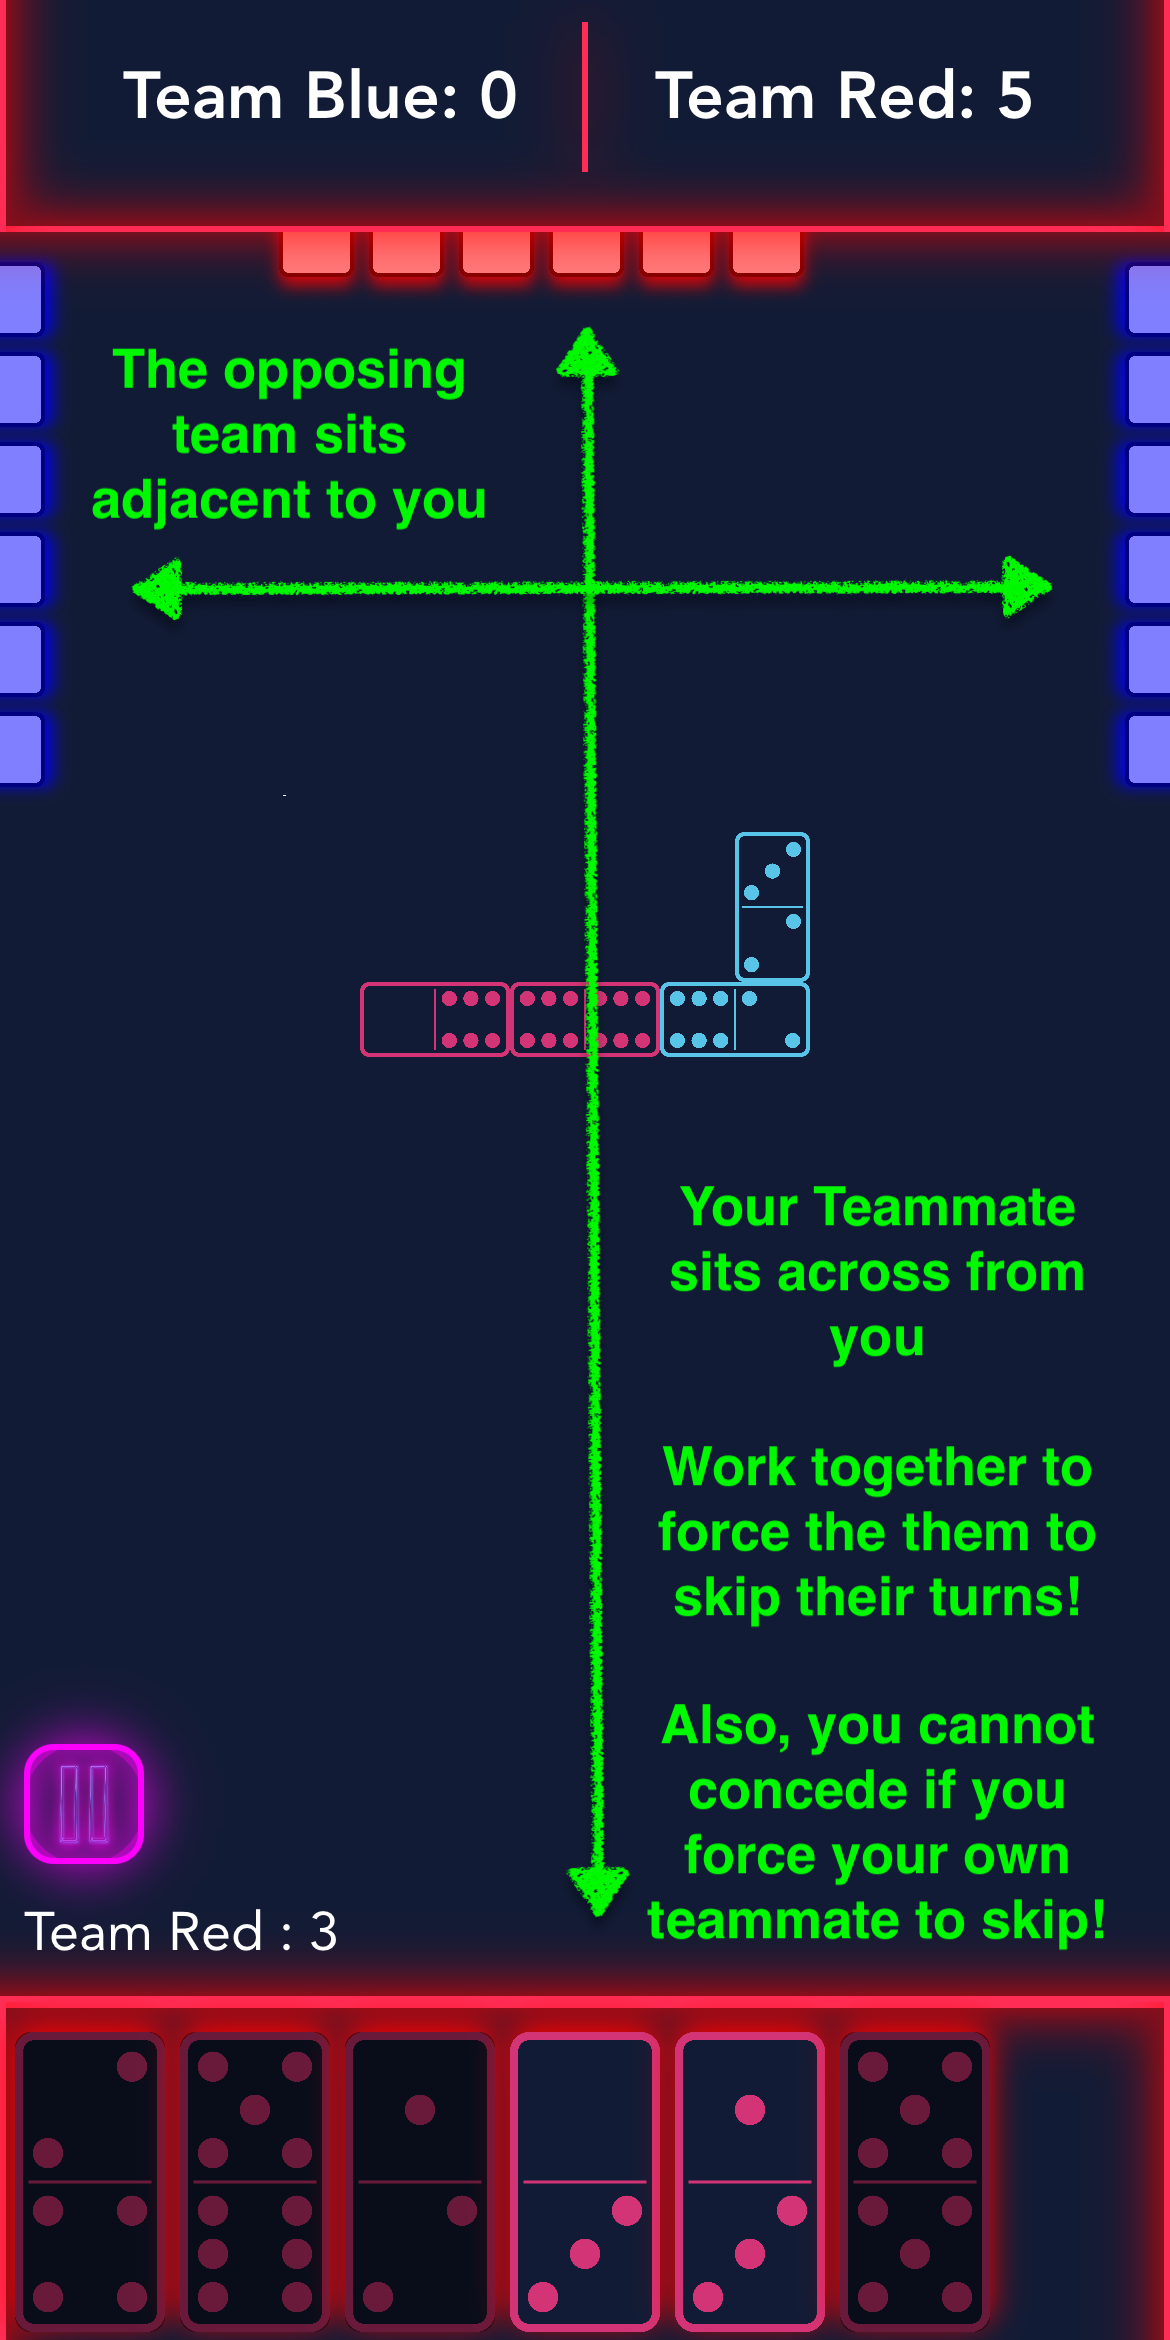 Team Blue: 0
Team Red: 5
The opposing
team sits
adjacent to you
Your Teammate
sits across from
you
Work together to
force the them to
skip their turns!
Also, you cannot
concede if you
force your own
teammate to skip!
Team Red : 3